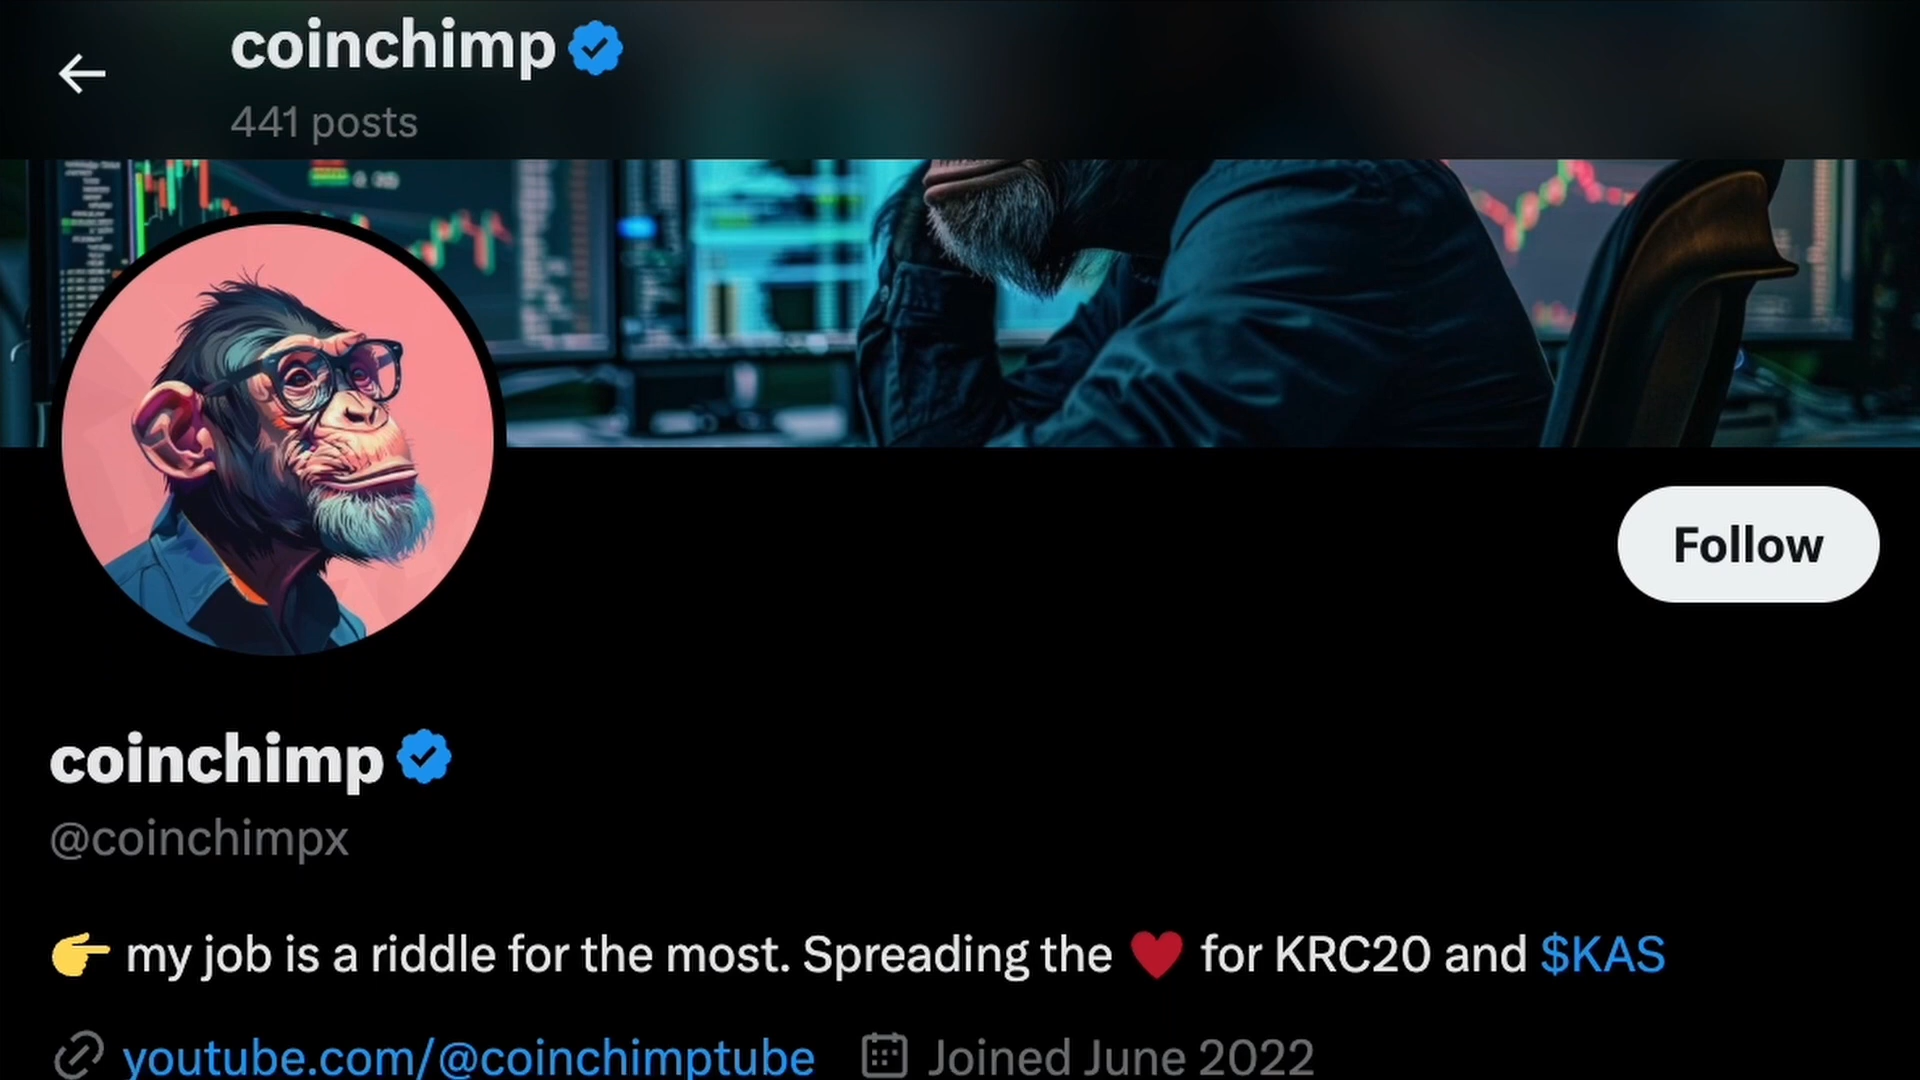 coinchimp
441 posts
Follow
coinchimp
@coinchimpx
👉 my job is a riddle for the most. Spreading the ❤️ for KRC20 and $KAS
youtube.com/@coinchimptube Joined June 2022